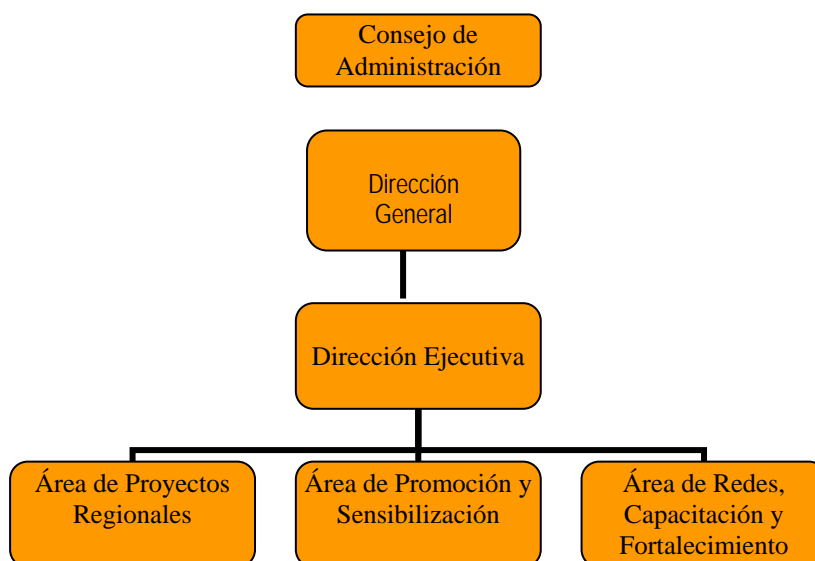 Consejo de
Administración
Dirección
General
Dirección Ejecutiva
Área de Proyectos
Regionales
Área de Promoción y
Sensibilización
Área de Redes,
Capacitación y
Fortalecimiento